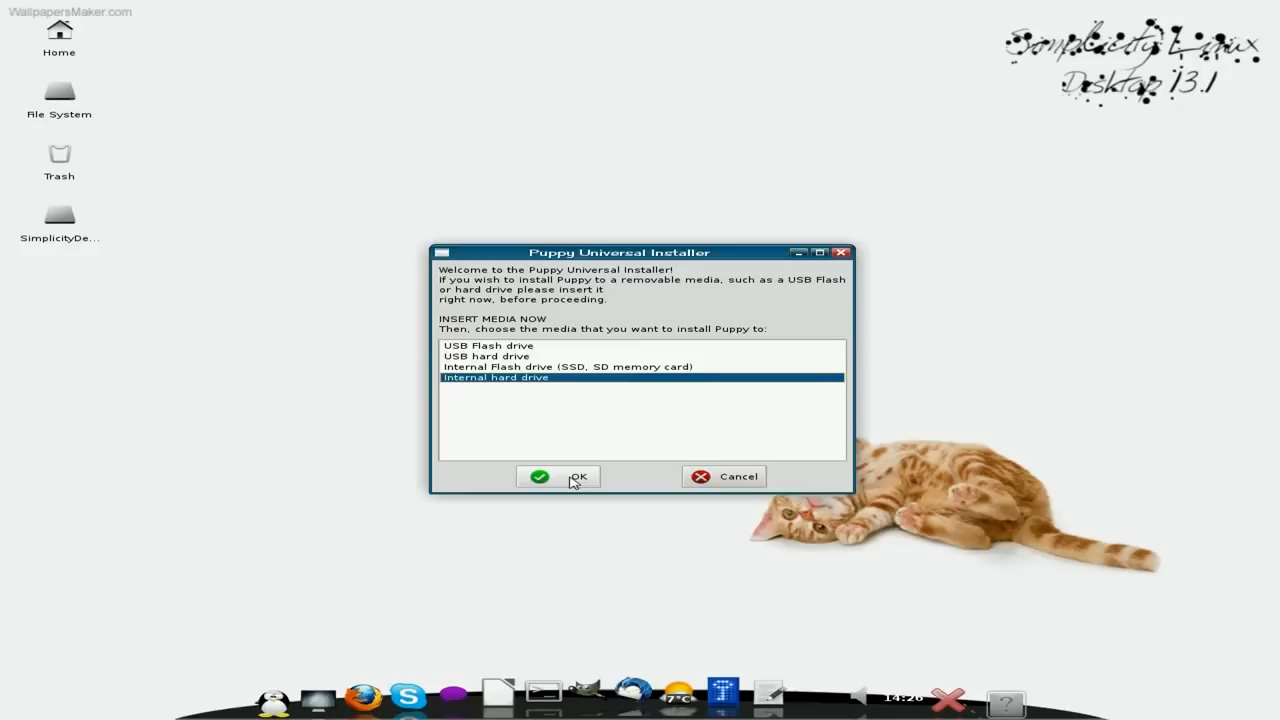 WallpapersMaker.com
Home
File System
Trash
SimplicityDe...
Simplicity Linux
Desktop 13.1
Puppy Universal Installer
Welcome to the Puppy Universal Installer!
If you wish to install Puppy to a removable media, such as a USB Flash
or hard drive please insert it
right now, before proceeding.
INSERT MEDIA NOW
Then, choose the media that you want to install Puppy to:
USB Flash drive
USB hard drive
Internal Flash drive (SSD, SD memory card)
Internal hard drive
OK
Cancel
7°C
14:26